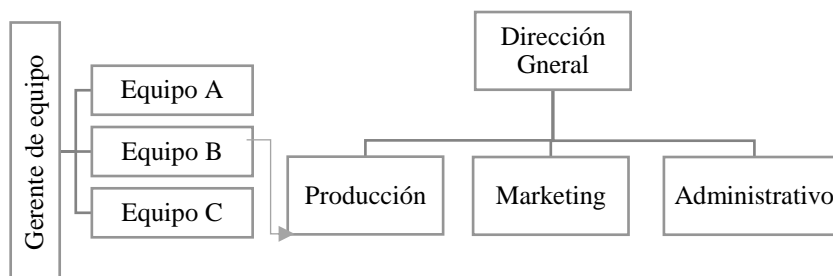 Gerente de equipo
Equipo A
Equipo B
Equipo C
Dirección
Gneral
Producción
Marketing
Administrativo